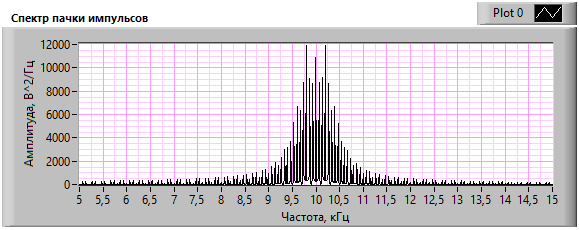 Спектр пачки импульсов
Plot 0
Амплитуда, В^2/Гц
12000
10000
8000
6000
4000
2000
0
5 5,5 6 6,5 7 7,5 8 8,5 9 9,5 10 10,5 11 11,5 12 12,5 13 13,5 14 14,5 15
Частота, кГц